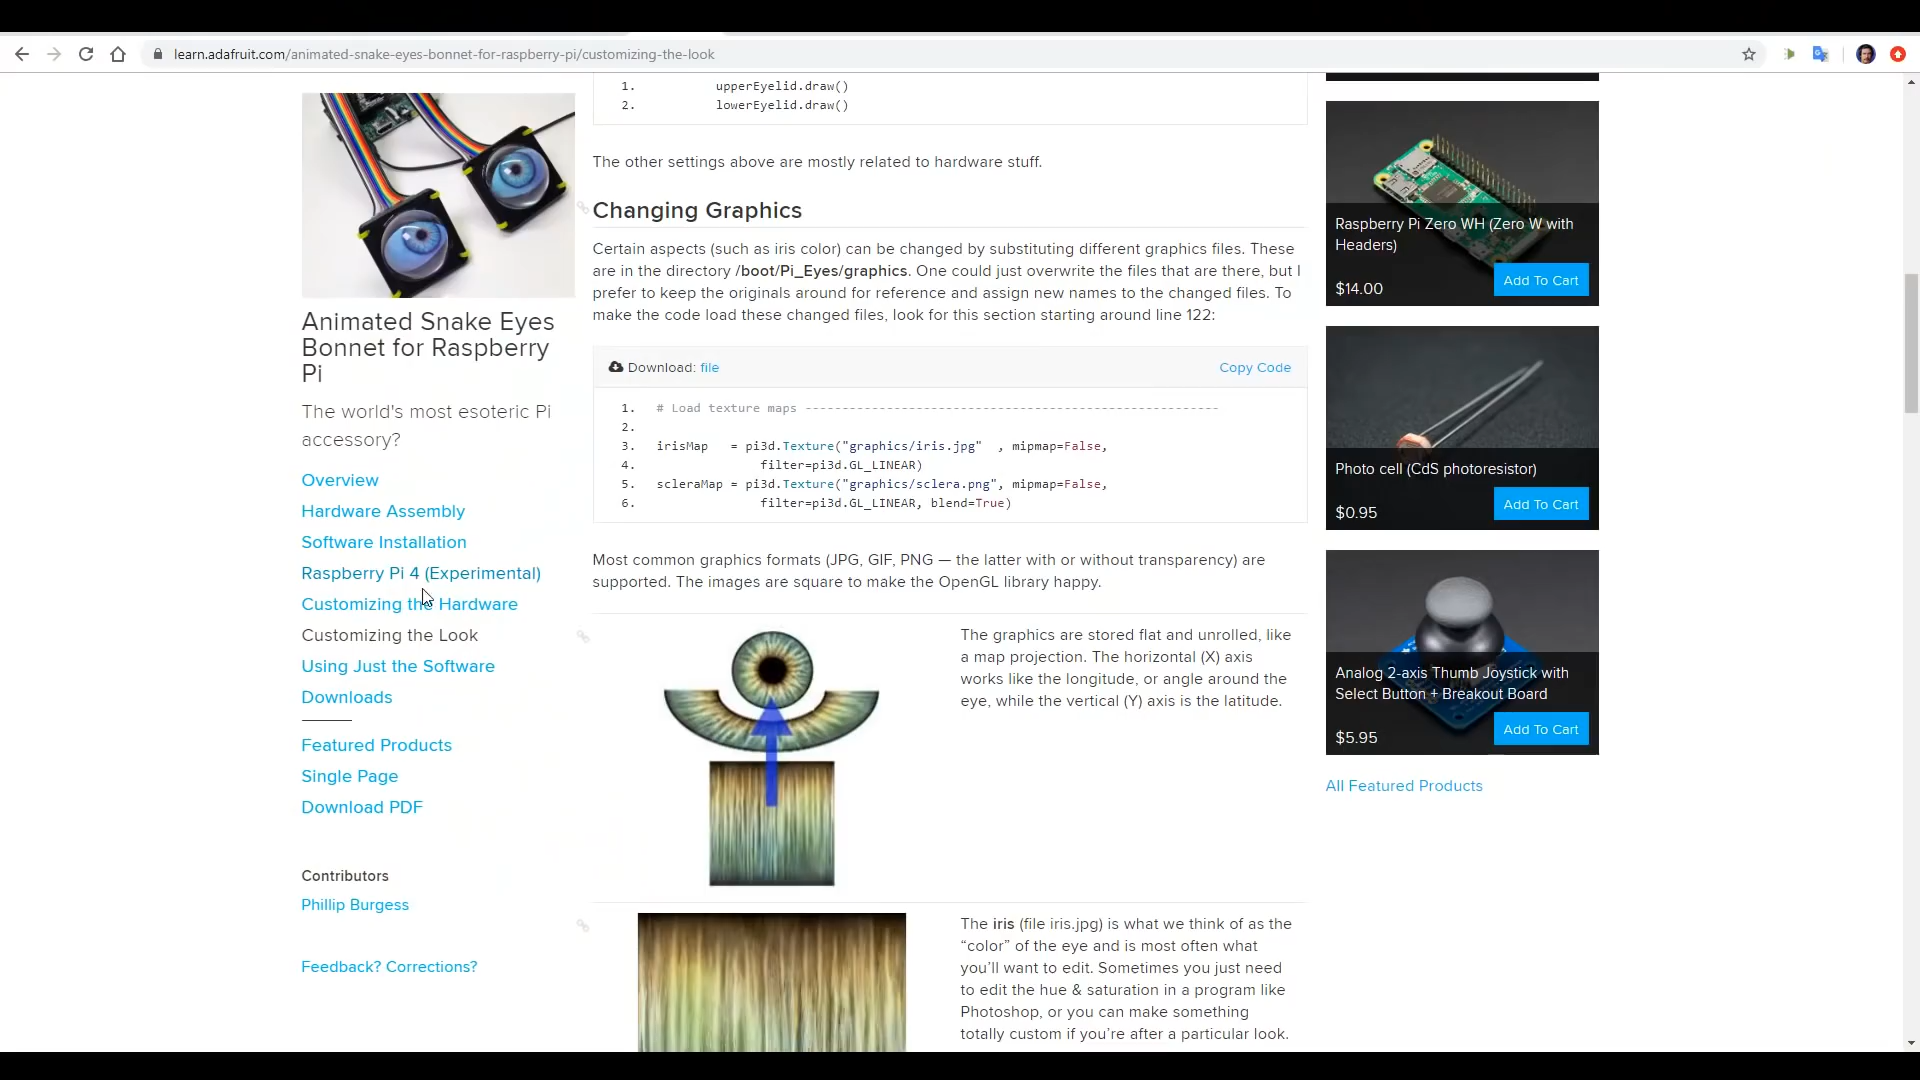 learn.adafruit.com/animated-snake-eyes-bonnet-for-raspberry-pi/customizing-the-look
Animated Snake Eyes
Bonnet for Raspberry
Pi
The world's most esoteric Pi
accessory?
Overview
Hardware Assembly
Software Installation
Raspberry Pi 4 (Experimental)
Customizing the Hardware
Customizing the Look
Using Just the Software
Downloads
Featured Products
Single Page
Download PDF
Contributors
Phillip Burgess
Feedback? Corrections?
1. upperEyelid.draw()
2. lowerEyelid.draw()
The other settings above are mostly related to hardware stuff.
Changing Graphics
Certain aspects (such as iris color) can be changed by substituting different graphics files. These
are in the directory /boot/Pi_Eyes/graphics. One could just overwrite the files that are there, but I
prefer to keep the originals around for reference and assign new names to the changed files. To
make the code load these changed files, look for this section starting around line 122:
Download: file Copy Code
1. # Load texture maps --------------------------------------------------------
2.
3. irisMap   = pi3d.Texture("graphics/iris.jpg"  , mipmap=False,
4.               filter=pi3d.GL_LINEAR)
5. scleraMap = pi3d.Texture("graphics/sclera.png", mipmap=False,
6.               filter=pi3d.GL_LINEAR, blend=True)
Most common graphics formats (JPG, GIF, PNG — the latter with or without transparency) are
supported. The images are square to make the OpenGL library happy.
The graphics are stored flat and unrolled, like
a map projection. The horizontal (X) axis
works like the longitude, or angle around the
eye, while the vertical (Y) axis is the latitude.
The iris (file iris.jpg) is what we think of as the
“color” of the eye and is most often what
you’ll want to edit. Sometimes you just need
to edit the hue & saturation in a program like
Photoshop, or you can make something
totally custom if you’re after a particular look.
Raspberry Pi Zero WH (Zero W with
Headers)
$14.00 Add To Cart
Photo cell (CdS photoresistor)
$0.95 Add To Cart
Analog 2-axis Thumb Joystick with
Select Button + Breakout Board
$5.95 Add To Cart
All Featured Products